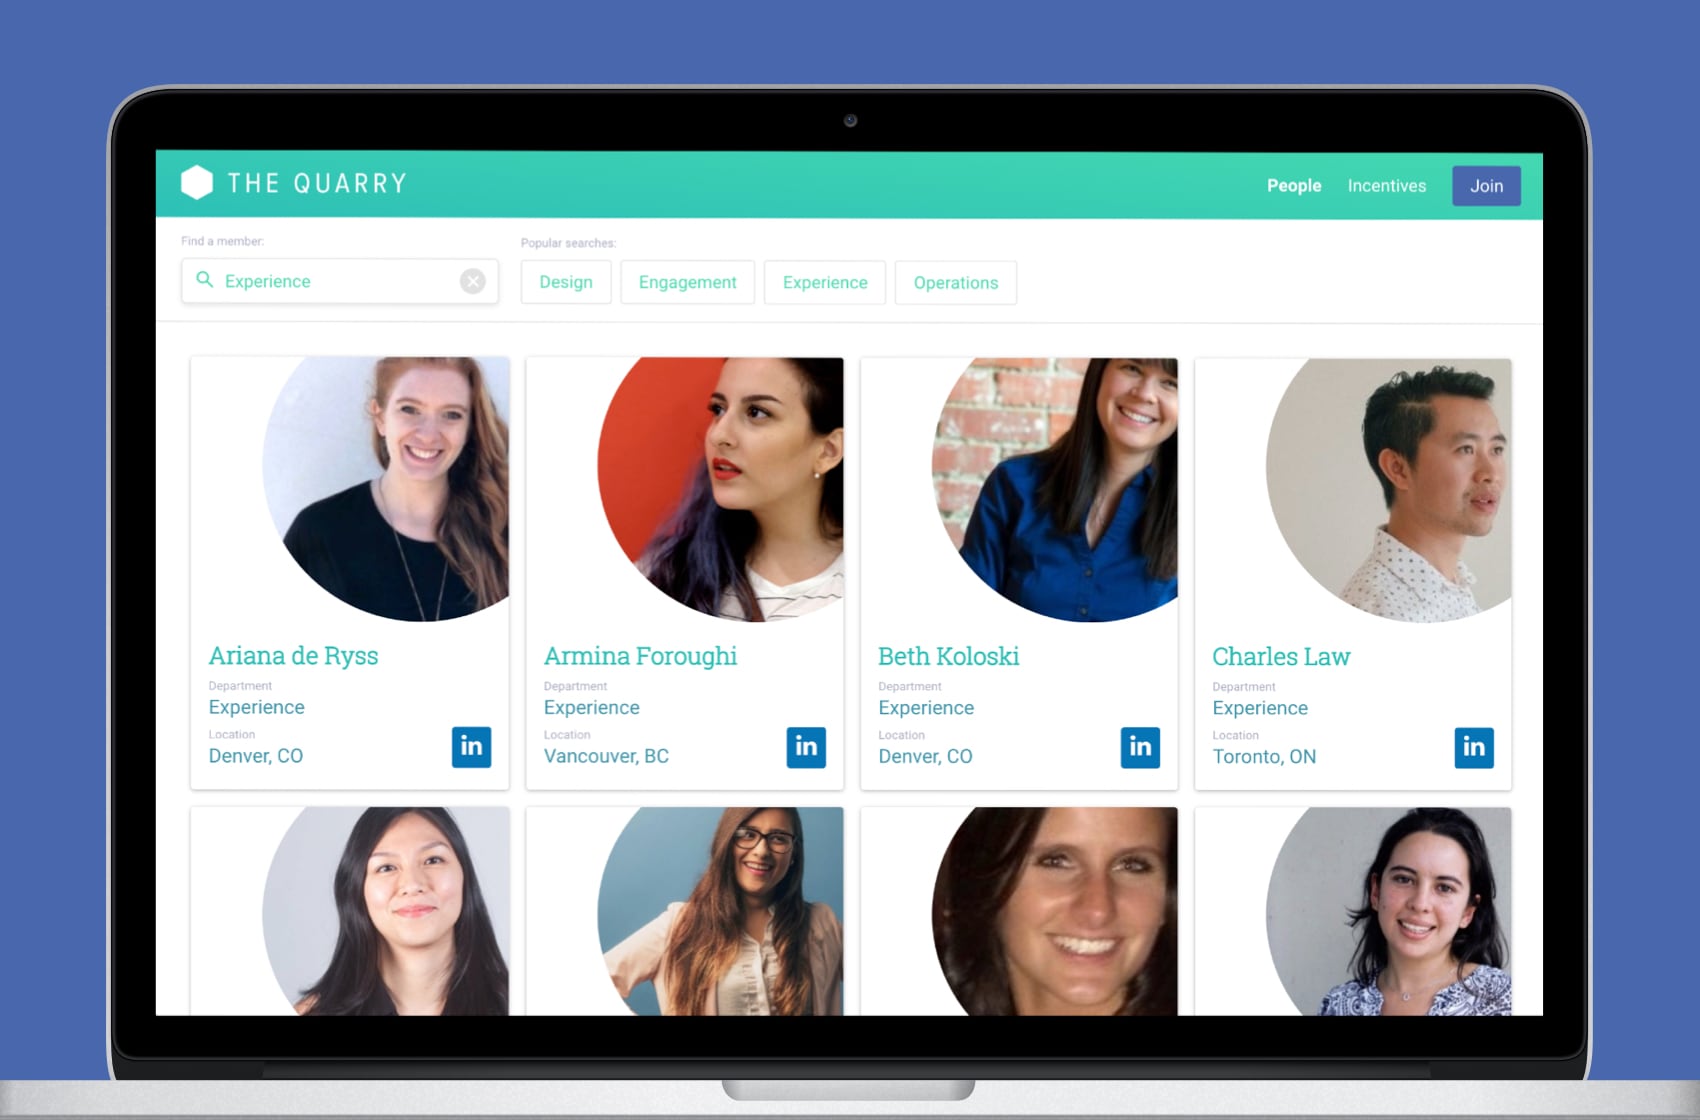 THE QUARRY
People Incentives Join
Find a member:
Popular searches:
Experience
Design Engagement Experience Operations
Ariana de Ryss
Department
Experience
Location
Denver, CO
in
Armina Foroughi
Department
Experience
Location
Vancouver, BC
in
Beth Koloski
Department
Experience
Location
Denver, CO
in
Charles Law
Department
Experience
Location
Toronto, ON
in